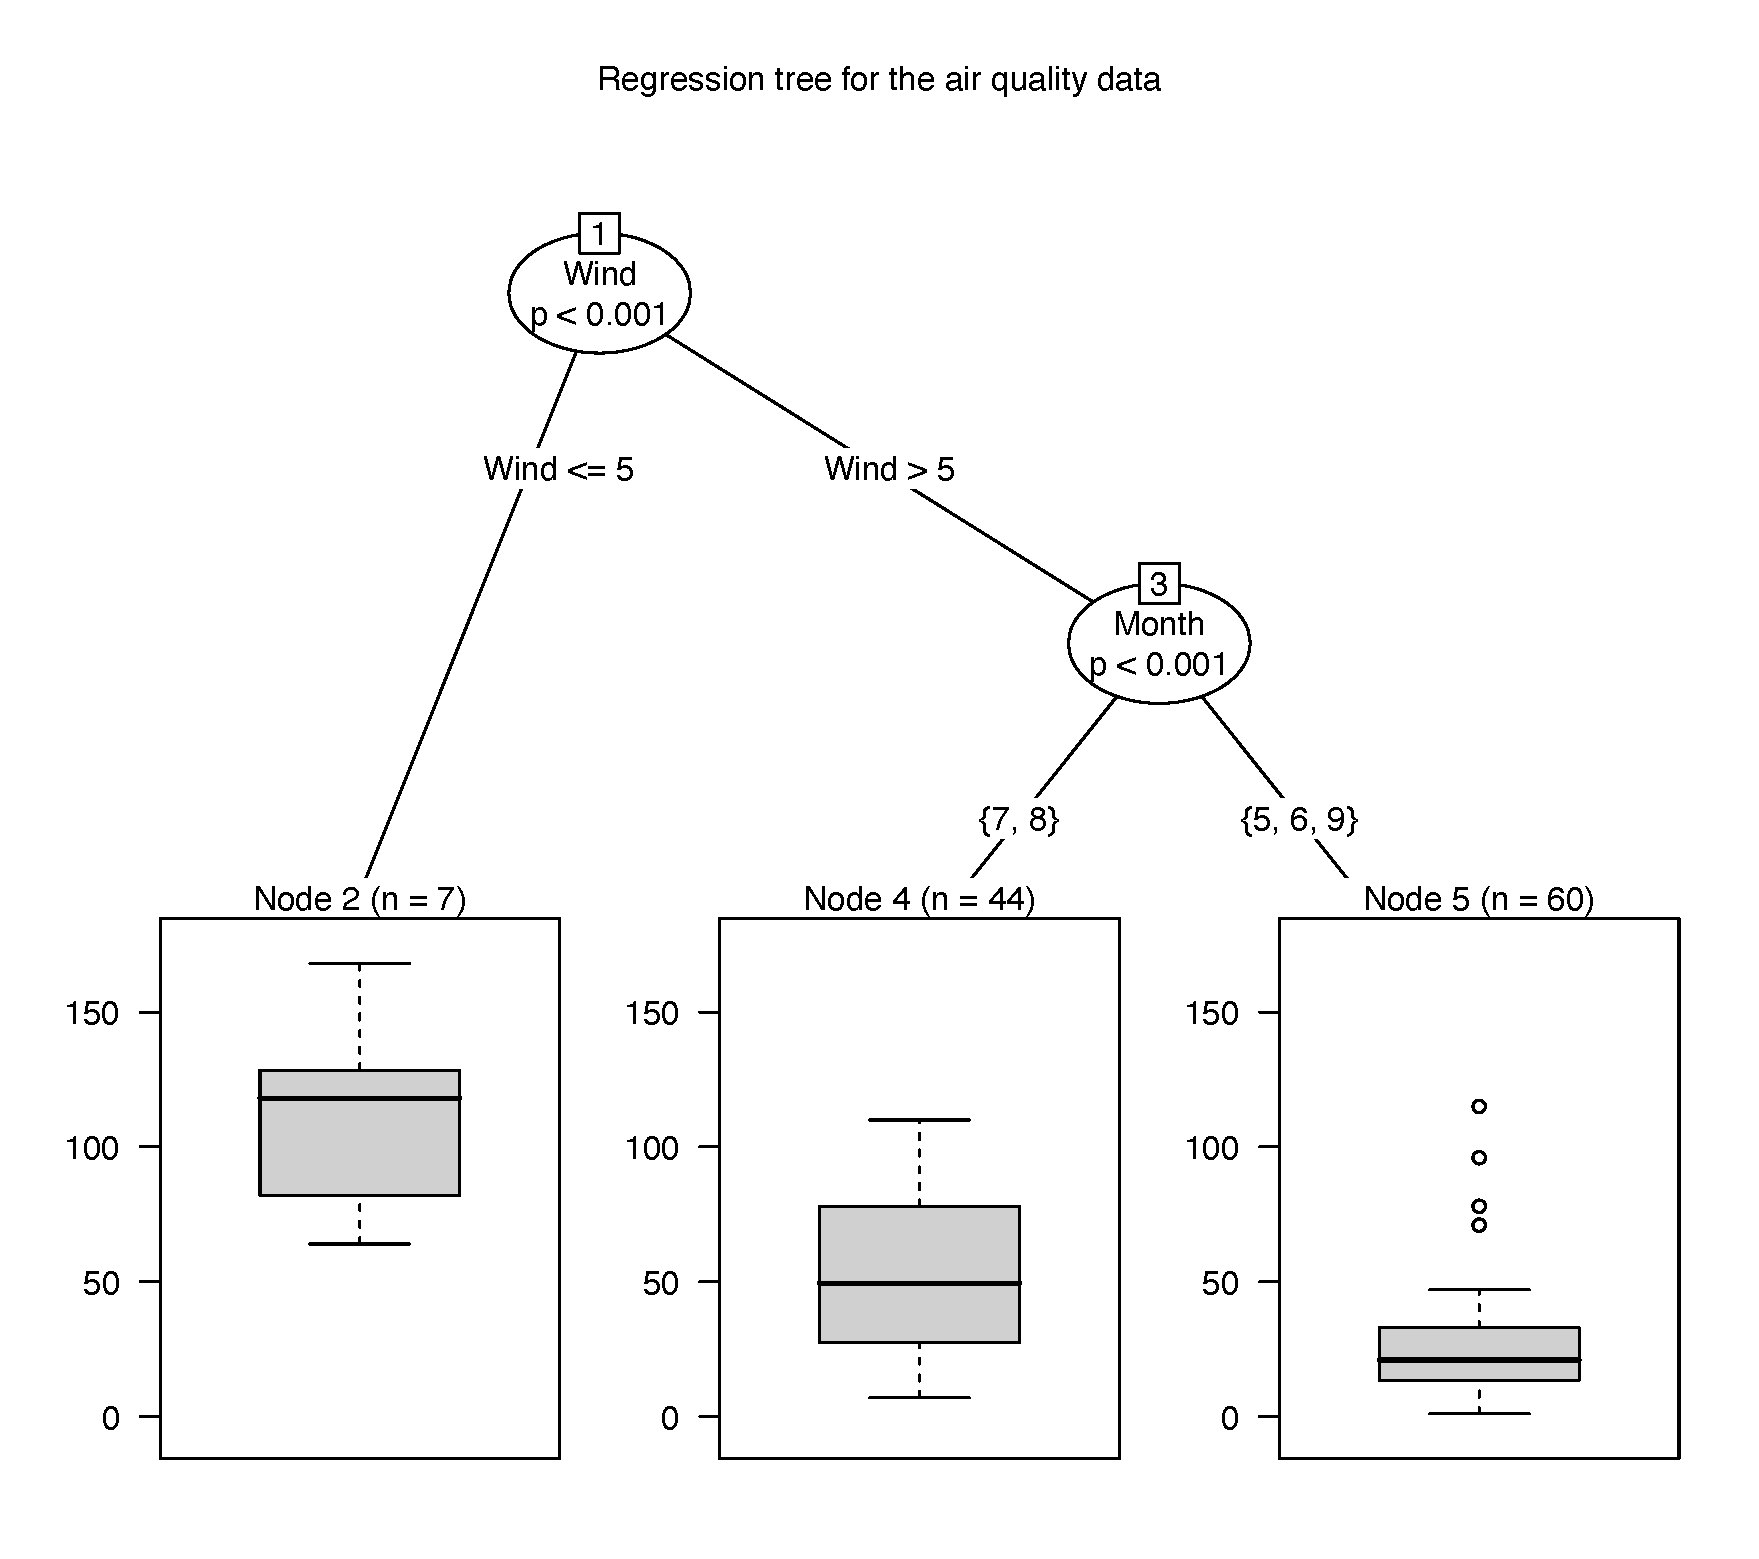 Regression tree for the air quality data
1
Wind
p < 0.001
Wind <= 5
Wind > 5
3
Month
p < 0.001
{7, 8}
{5, 6, 9}
Node 2 (n = 7)
150
100
50
0
Node 4 (n = 44)
150
100
50
0
Node 5 (n = 60)
150
100
50
0